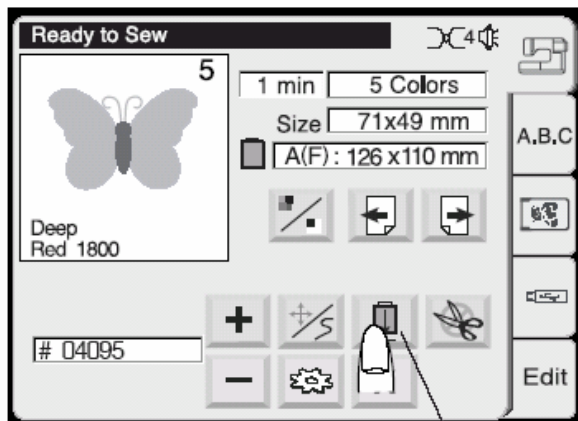 Ready to Sew
4
5
1 min 5 Colors
Size 71x49 mm
A(F) : 126 x110 mm
A.B.C
Deep
Red 1800
+
# 04095
−
Edit